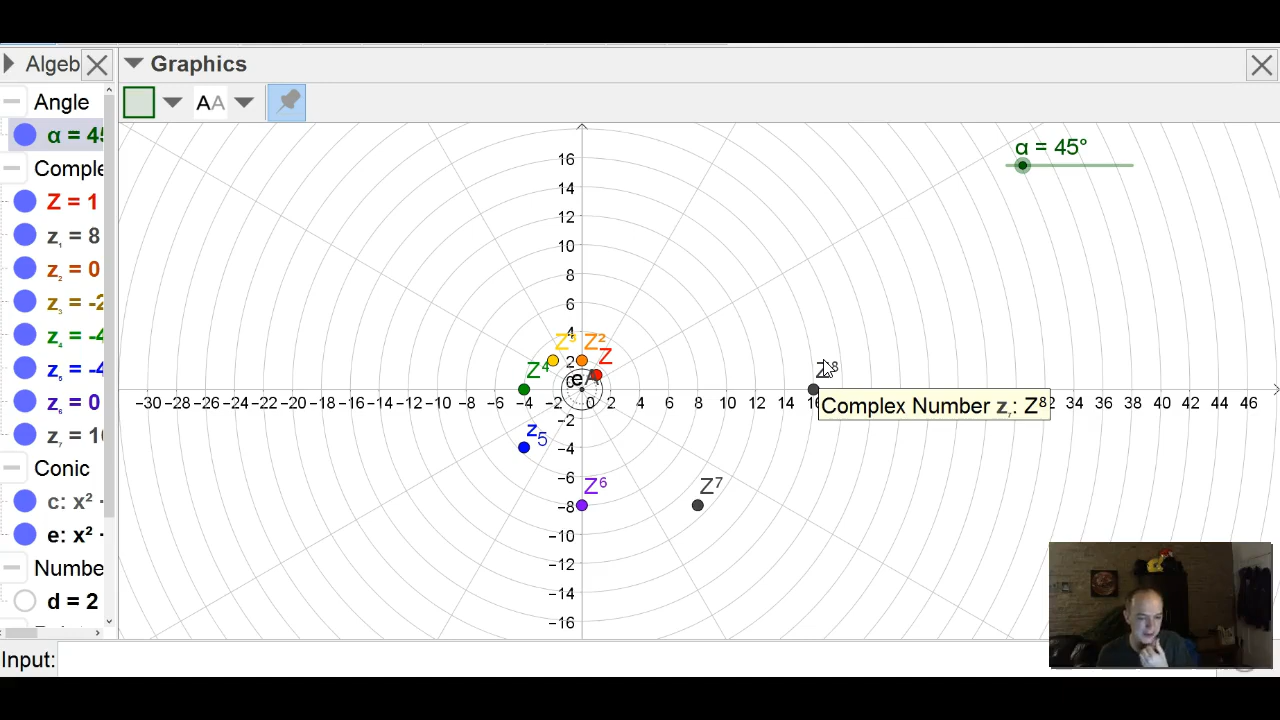 Algeb
Graphics
AA
Angle
α = 45
Comple
Z = 1
z₁ = 8
z₂ = 0
z₃ = -2
z₄ = -4
z₅ = -4
z₆ = 0
z₇ = 16
Conic
c: x² -
e: x² -
Numbe
d = 2
α = 45°
16
14
12
10
8
6
4
2
0
−2
−4
−6
−8
−10
−12
−14
−16
−30 −28 −26 −24 −22 −20 −18 −16 −14 −12 −10 −8 −6 −4 −2 0 2 4 6 8 10 12 14 16
34 36 38 40 42 44 46
Z³ Z²
Z
Z⁴
e A
Z⁸
z₅
Z⁶
Z⁷
Complex Number z₇: Z⁸
Input: